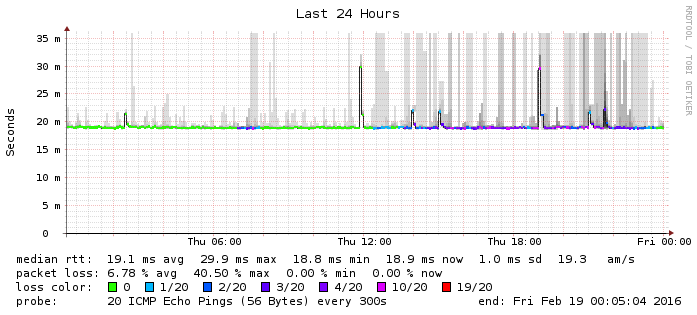 Last 24 Hours
RRDTOOL / TOBI OETIKER
Seconds
35 m
30 m
25 m
20 m
15 m
10 m
5 m
0
Thu 06:00 Thu 12:00 Thu 18:00 Fri 00:00
median rtt: 19.1 ms avg 29.9 ms max 18.8 ms min 18.9 ms now 1.0 ms sd 19.3 am/s
packet loss: 6.78 % avg 40.50 % max 0.00 % min 0.00 % now
loss color: 0 1/20 2/20 3/20 4/20 10/20 19/20
probe: 20 ICMP Echo Pings (56 Bytes) every 300s end: Fri Feb 19 00:05:04 2016